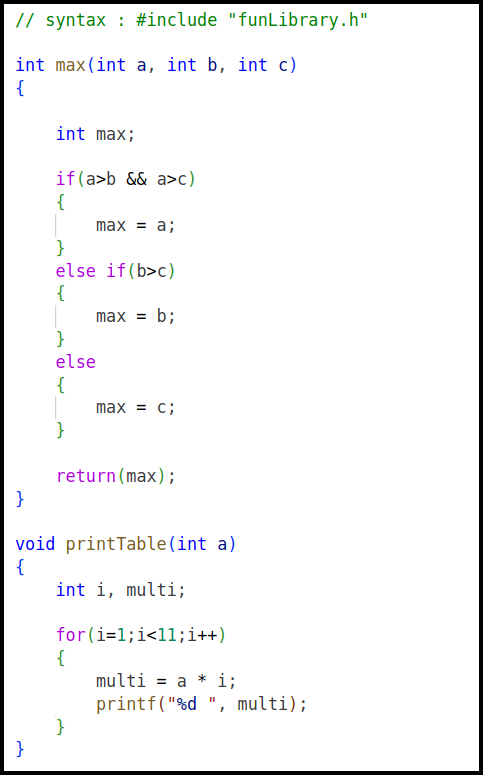 // syntax : #include "funLibrary.h"

int max(int a, int b, int c)
{

    int max;

    if(a>b && a>c)
    {
        max = a;
    }
    else if(b>c)
    {
        max = b;
    }
    else
    {
        max = c;
    }

    return(max);
}

void printTable(int a)
{
    int i, multi;

    for(i=1;i<11;i++)
    {
        multi = a * i;
        printf("%d ", multi);
    }
}